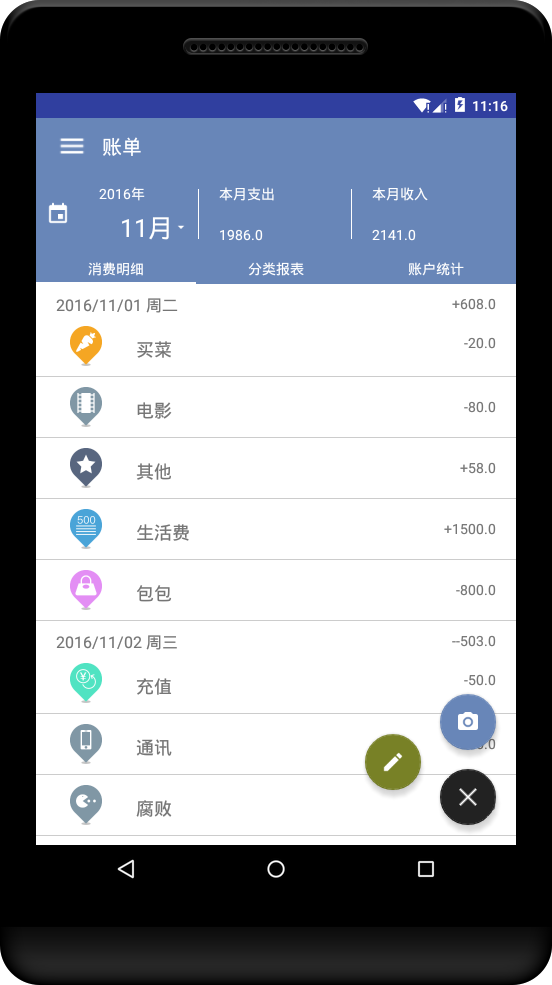 11:16
账单
2016年 本月支出 本月收入
11月 1986.0 2141.0
消费明细 分类报表 账户统计
2016/11/01 周二 +608.0
买菜 -20.0
电影 -80.0
其他 +58.0
500
生活费 +1500.0
包包 -800.0
2016/11/02 周三 --503.0
充值 -50.0
通讯
腐败